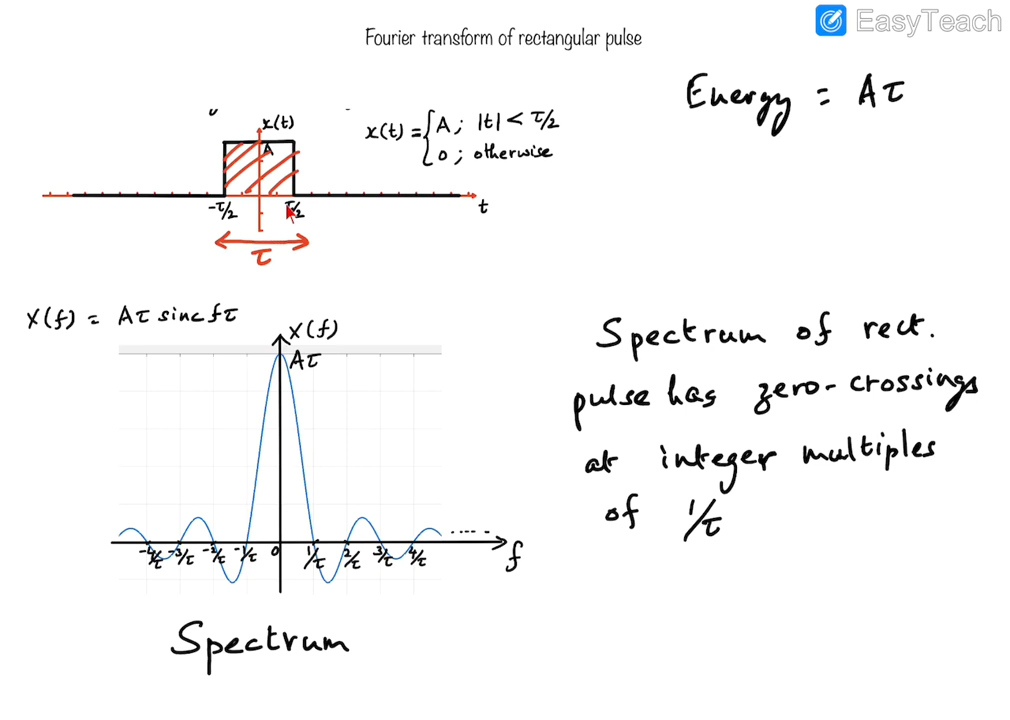 EasyTeach
Fourier transform of rectangular pulse
Energy = Aτ
x(t)
A
x(t) = { A ; |t| < τ/2
0 ; otherwise
-τ/2
τ/2
t
τ
X(f) = Aτ sinc fτ
X(f)
Aτ
Spectrum of rect.
pulse has zero-crossings
at integer multiples
of 1/τ
-4/τ -3/τ -2/τ -1/τ 0 1/τ 2/τ 3/τ 4/τ
.....
f
Spectrum